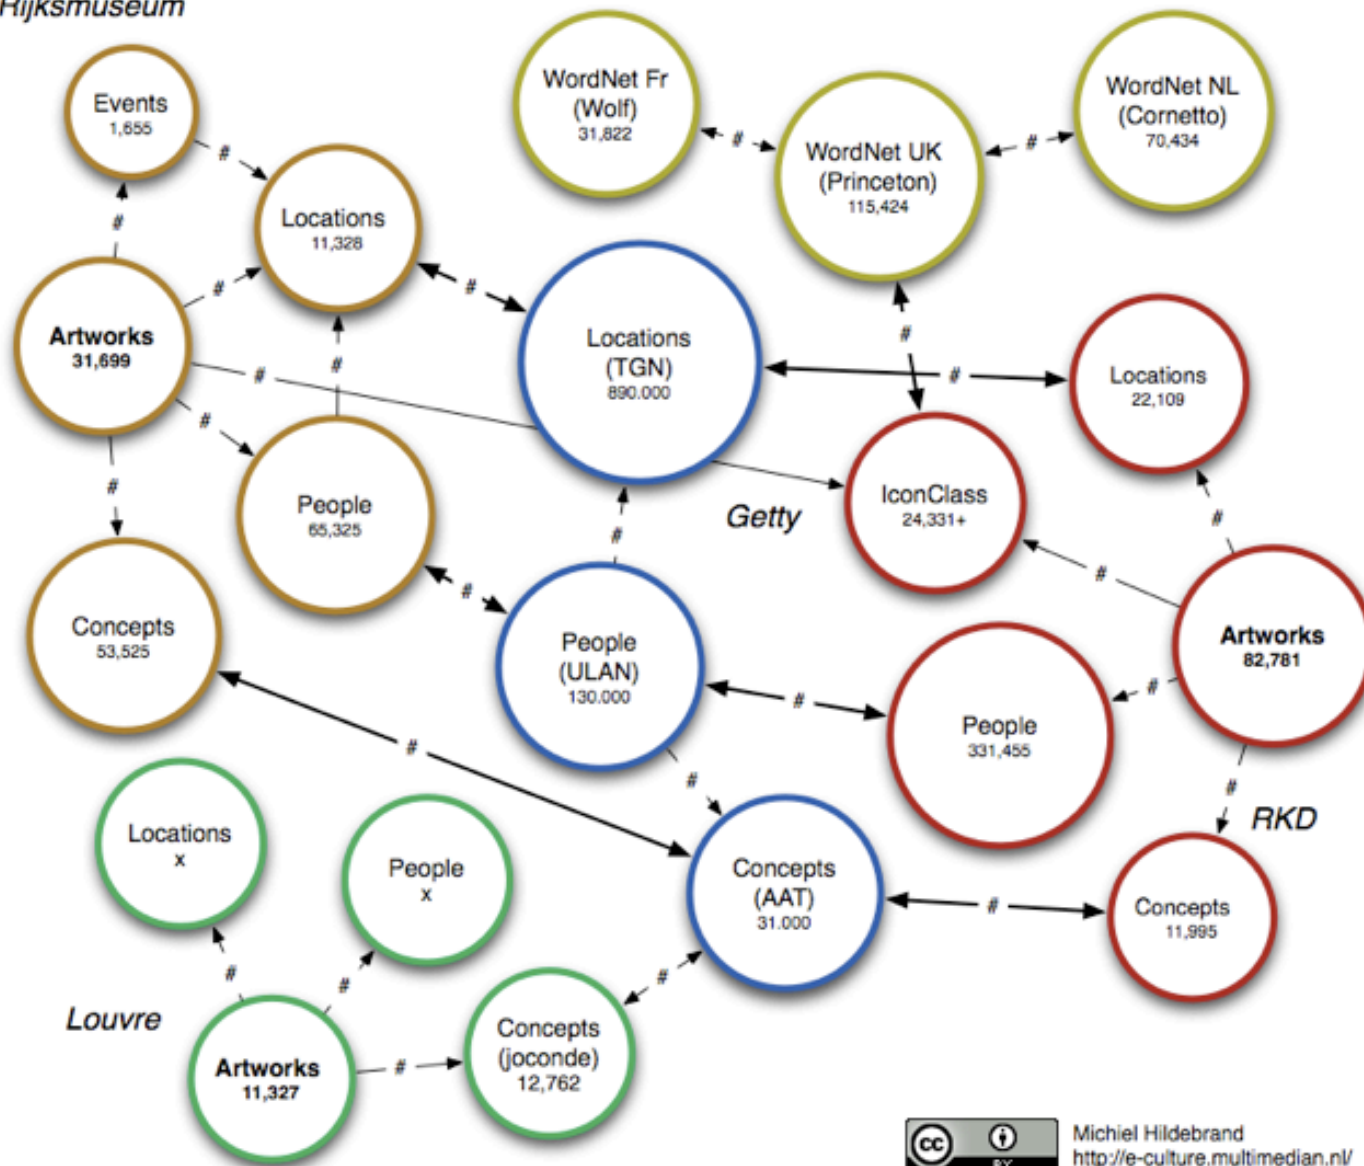 Rijksmuseum
Events
1,655
#
#
Locations
11,328
#
#
Artworks
31,699
#
#
#
#
People
65,325
Concepts
53,525
WordNet Fr
(Wolf)
31,822
#
WordNet UK
(Princeton)
115,424
#
WordNet NL
(Cornetto)
70,434
#
Locations
(TGN)
890.000
#
#
Locations
22,109
Getty
IconClass
24,331+
#
#
#
People
(ULAN)
130.000
#
#
People
331,455
#
Artworks
82,781
#
RKD
#
#
Concepts
(AAT)
31.000
#
Concepts
11,995
Locations
x
People
x
#
#
#
Louvre
Artworks
11,327
#
Concepts
(joconde)
12,762
cc
BY
Michiel Hildebrand
http://e-culture.multimedian.nl/